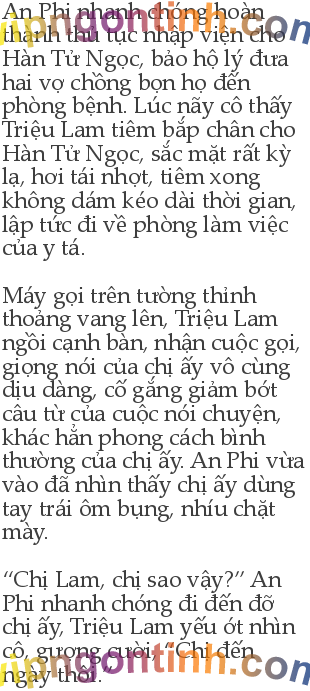 An Phi nhanh chóng hoàn
thành thủ tục nhập viện cho
Hàn Tử Ngọc, bảo hộ lý đưa
hai vợ chồng bọn họ đến
phòng bệnh. Lúc nãy cô thấy
Triệu Lam tiêm bắp chân cho
Hàn Tử Ngọc, sắc mặt rất kỳ
lạ, hơi tái nhợt, tiêm xong
không dám kéo dài thời gian,
lập tức đi về phòng làm việc
của y tá.
Máy gọi trên tường thỉnh
thoảng vang lên, Triệu Lam
ngồi cạnh bàn, nhận cuộc gọi,
giọng nói của chị ấy vô cùng
dịu dàng, cố gắng giảm bớt
câu từ của cuộc nói chuyện,
khác hẳn phong cách bình
thường của chị ấy. An Phi vừa
vào đã nhìn thấy chị ấy dùng
tay trái ôm bụng, nhíu chặt
mày.
“Chị Lam, chị sao vậy?” An
Phi nhanh chóng đi đến đỡ
chị ấy, Triệu Lam yếu ớt nhìn
cô, gượng cười: “Chị đến
ngày thôi.”
vipngontinh.com
vipngontinh.com